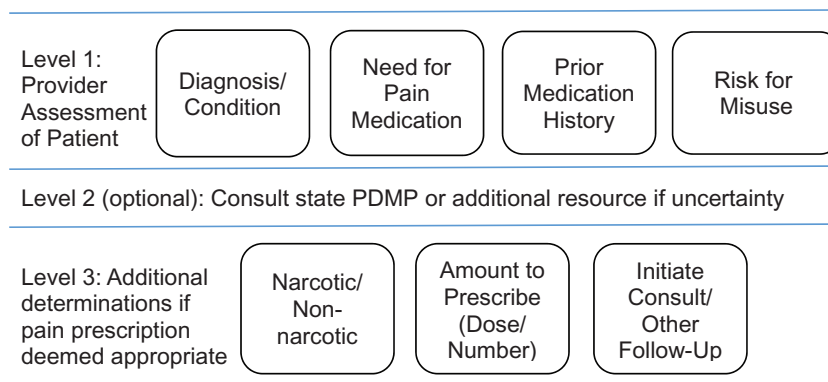 Level 1:
Provider
Assessment
of Patient
Diagnosis/
Condition
Need for
Pain
Medication
Prior
Medication
History
Risk for
Misuse
Level 2 (optional): Consult state PDMP or additional resource if uncertainty
Level 3: Additional
determinations if
pain prescription
deemed appropriate
Narcotic/
Non-
narcotic
Amount to
Prescribe
(Dose/
Number)
Initiate
Consult/
Other
Follow-Up